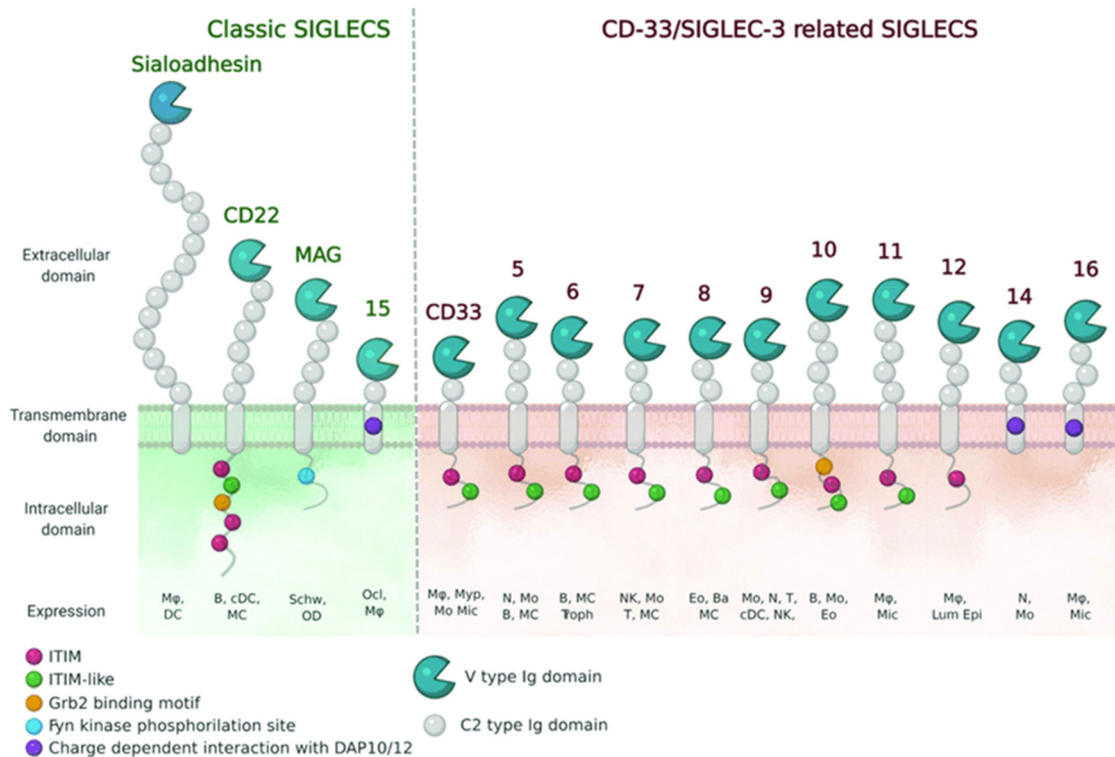 Classic SIGLECS
CD-33/SIGLEC-3 related SIGLECS
Sialoadhesin
CD22
MAG
15
CD33
5
6
7
8
9
10
11
12
14
16
Extracellular
domain
Transmembrane
domain
Intracellular
domain
Expression
Mφ,
DC
B, cDC,
MC
Schw,
OD
Ocl,
Mφ
Mφ, Myp,
Mo Mic
N, Mo
B, MC
B, MC
Troph
NK, Mo
T, MC
Eo, Ba
MC
Mo, N, T,
cDC, NK,
B, Mo,
Eo
Mφ,
Mic
Mφ,
Lum Epi
N,
Mo
Mφ,
Mic
ITIM
ITIM-like
Grb2 binding motif
Fyn kinase phosphorilation site
Charge dependent interaction with DAP10/12
V type Ig domain
C2 type Ig domain